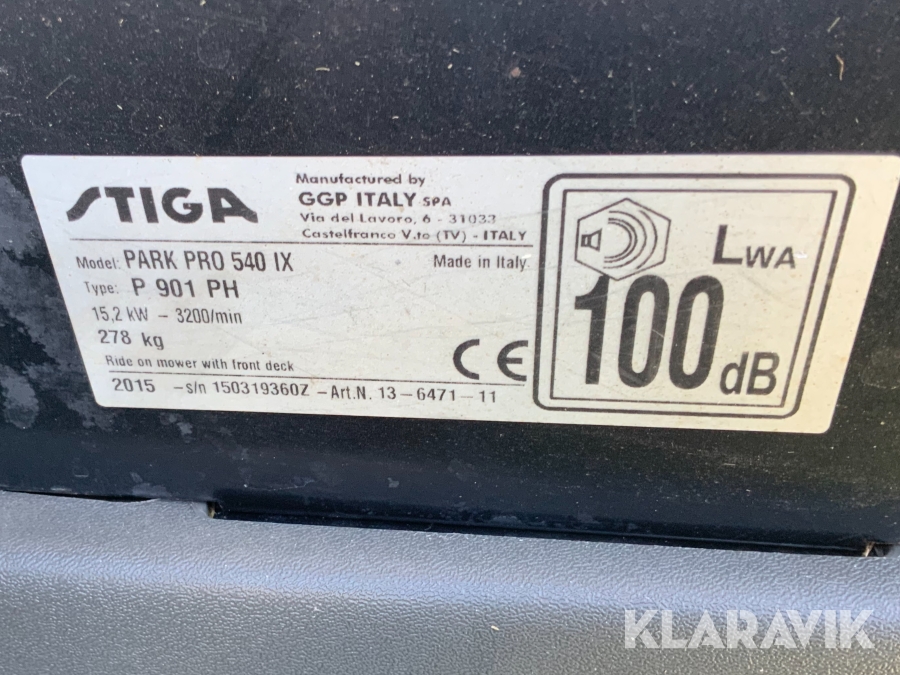 STIGA
Manufactured by
GGP ITALY SPA
Via del Lavoro, 6 - 31033
Castelfranco V.to (TV) - ITALY
Model: PARK PRO 540 IX
Made in Italy
Type: P 901 PH
15,2 kW - 3200/min
278 kg
Ride on mower with front deck
CE
2015 -s/n 150319360Z -Art.N. 13-6471-11
LWA
100 dB
KLARAVIK